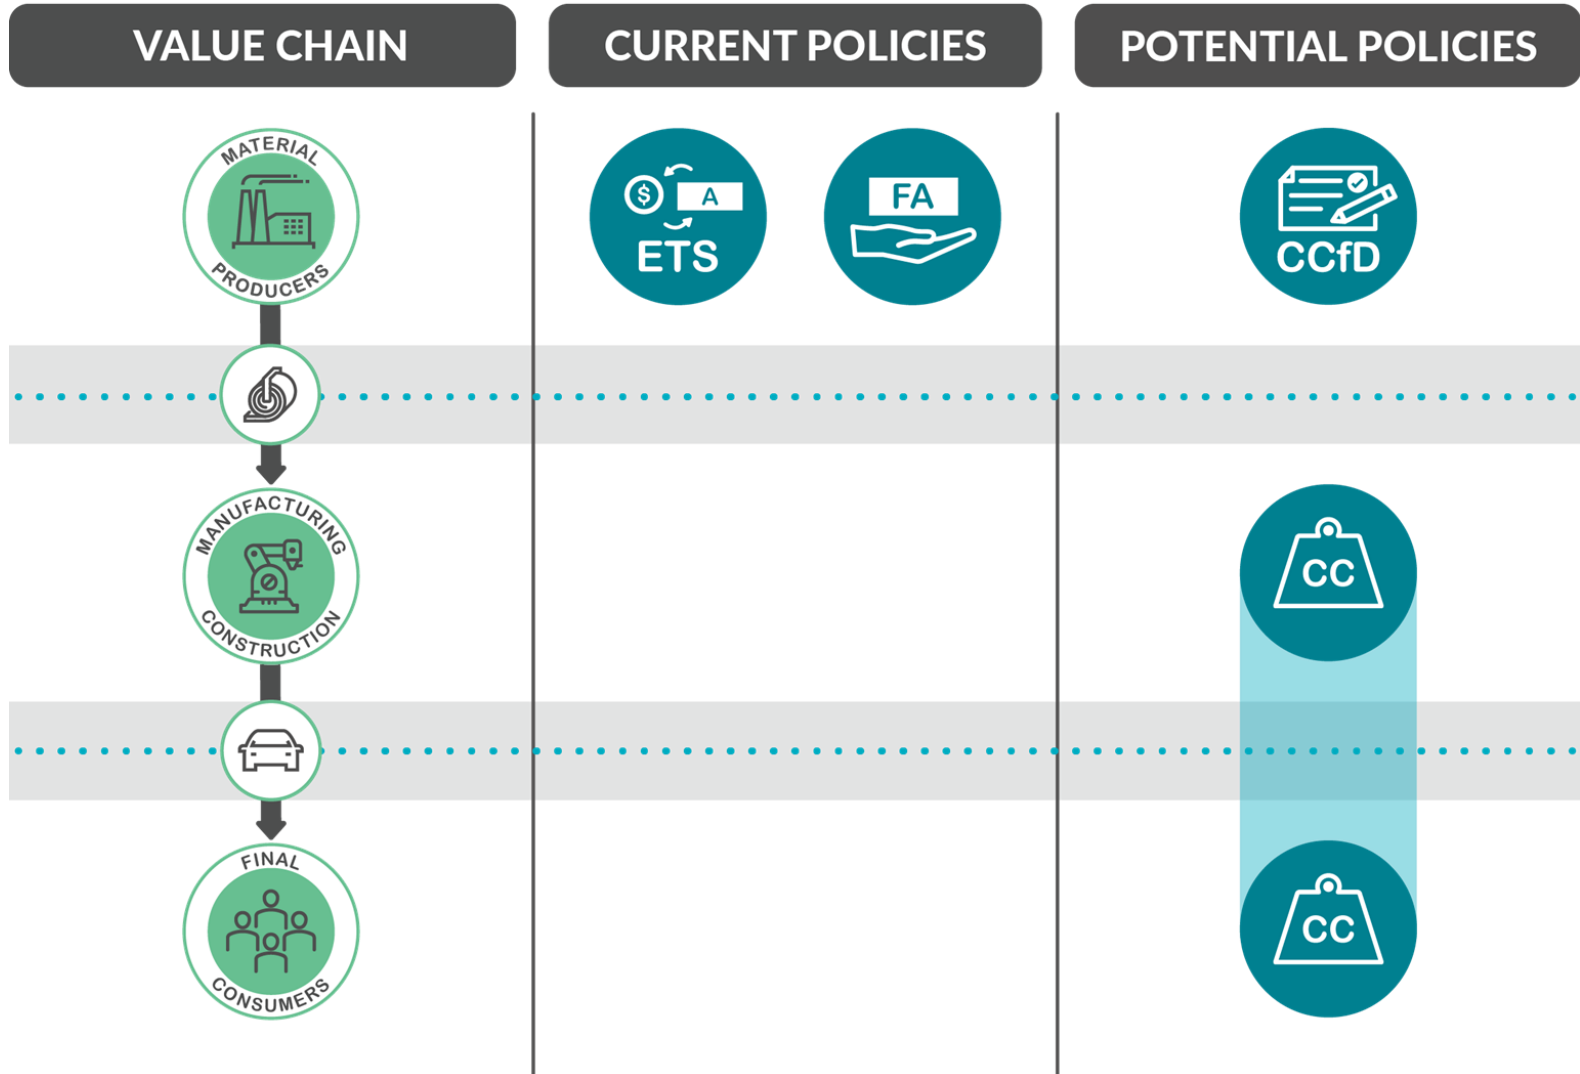 VALUE CHAIN
CURRENT POLICIES
POTENTIAL POLICIES
MATERIAL
PRODUCERS
$
A
ETS
FA
CCfD
MANUFACTURING
CONSTRUCTION
CC
FINAL
CONSUMERS
CC